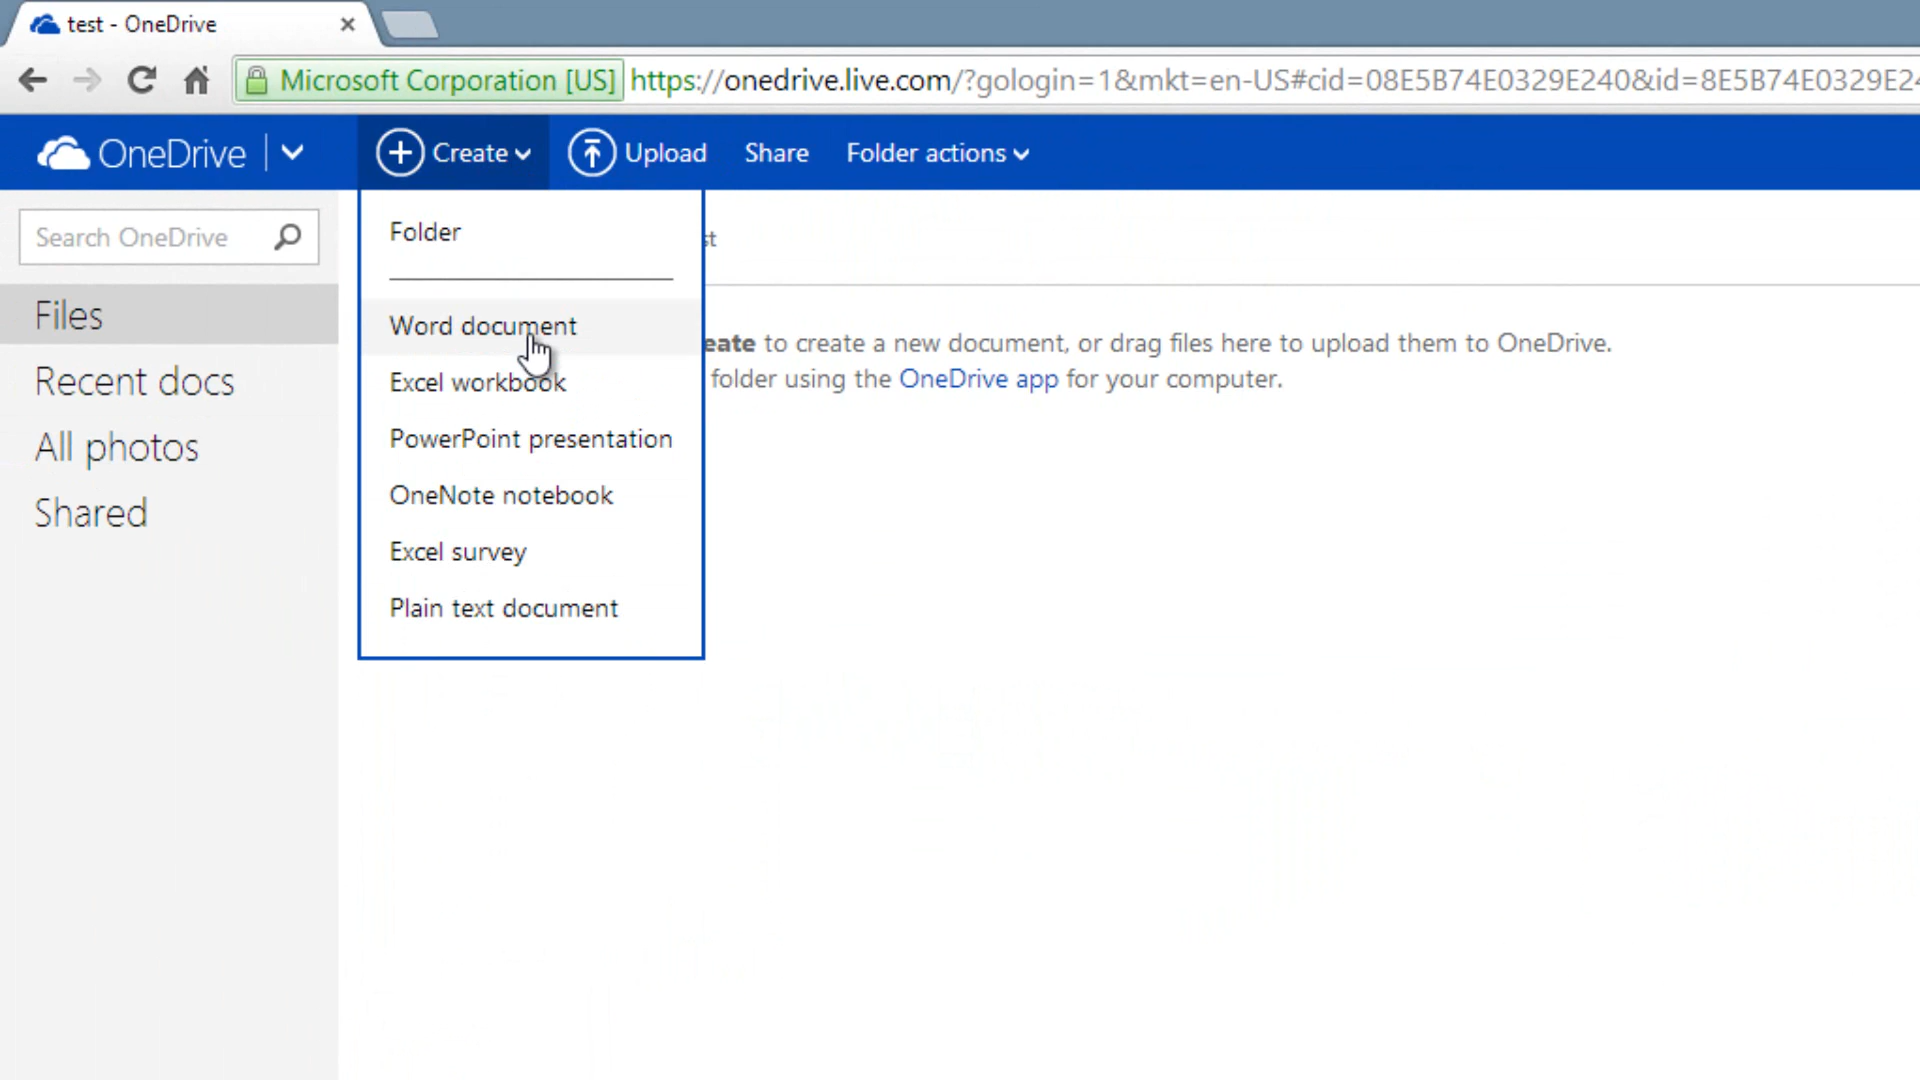 test - OneDrive
Microsoft Corporation [US] https://onedrive.live.com/?gologin=1&mkt=en-US#cid=08E5B74E0329E240&id=8E5B74E0329E24
OneDrive Create Upload Share Folder actions
Search OneDrive
Files
Recent docs
All photos
Shared
Folder
Word document
Excel workbook
PowerPoint presentation
OneNote notebook
Excel survey
Plain text document
st
eate to create a new document, or drag files here to upload them to OneDrive.
folder using the OneDrive app for your computer.